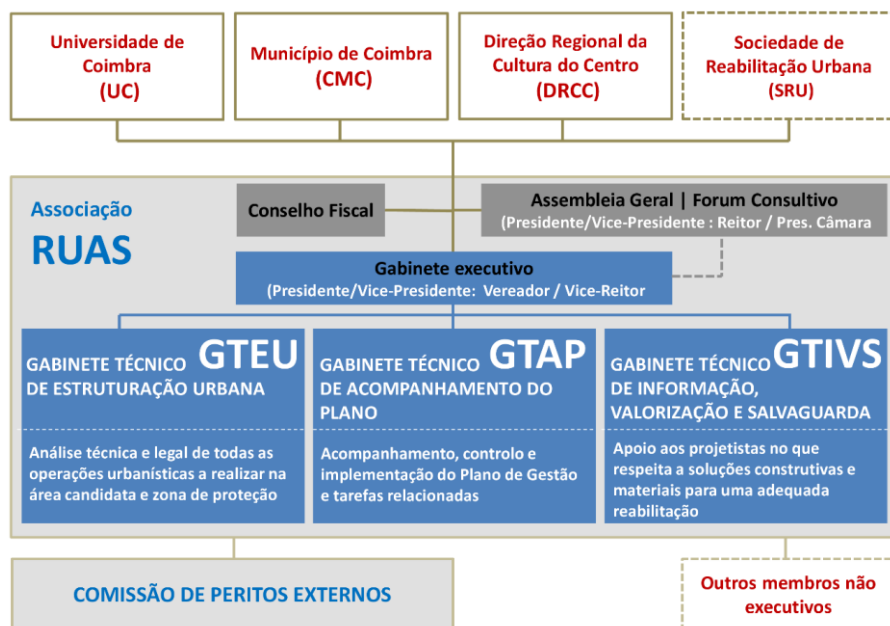 Universidade de
Coimbra
(UC)
Município de Coimbra
(CMC)
Direção Regional da
Cultura do Centro
(DRCC)
Sociedade de
Reabilitação Urbana
(SRU)
Associação
RUAS
Conselho Fiscal
Assembleia Geral | Forum Consultivo
(Presidente/Vice-Presidente : Reitor / Pres. Câmara
Gabinete executivo
(Presidente/Vice-Presidente: Vereador / Vice-Reitor
GABINETE TÉCNICO GTEU
DE ESTRUTURAÇÃO URBANA
Análise técnica e legal de todas as
operações urbanísticas a realizar na
área candidata e zona de proteção
GABINETE TÉCNICO GTAP
DE ACOMPANHAMENTO DO
PLANO
Acompanhamento, controlo e
implementação do Plano de Gestão
e tarefas relacionadas
GABINETE TÉCNICO GTIVS
DE INFORMAÇÃO,
VALORIZAÇÃO E SALVAGUARDA
Apoio aos projetistas no que
respeita a soluções construtivas e
materiais para uma adequada
reabilitação
COMISSÃO DE PERITOS EXTERNOS
Outros membros não
executivos